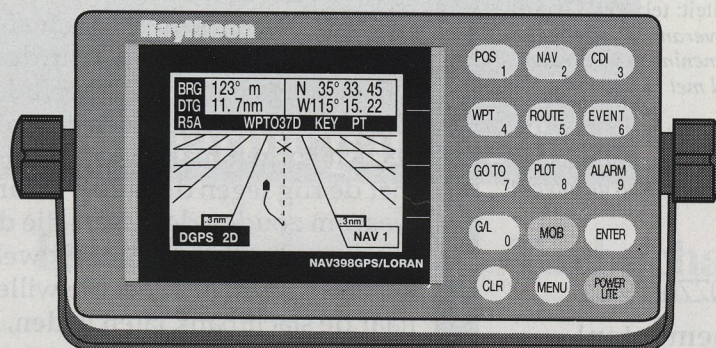 Raytheon
BRG 123° m N 35° 33. 45
DTG 11. 7nm W115° 15. 22
R5A WPTO37D KEY PT
.3nm .3nm
DGPS 2D NAV 1
NAV398GPS/LORAN
POS 1 NAV 2 CDI 3
WPT 4 ROUTE 5 EVENT 6
GO TO 7 PLOT 8 ALARM 9
G/L 0 MOB ENTER
CLR MENU POWER LITE